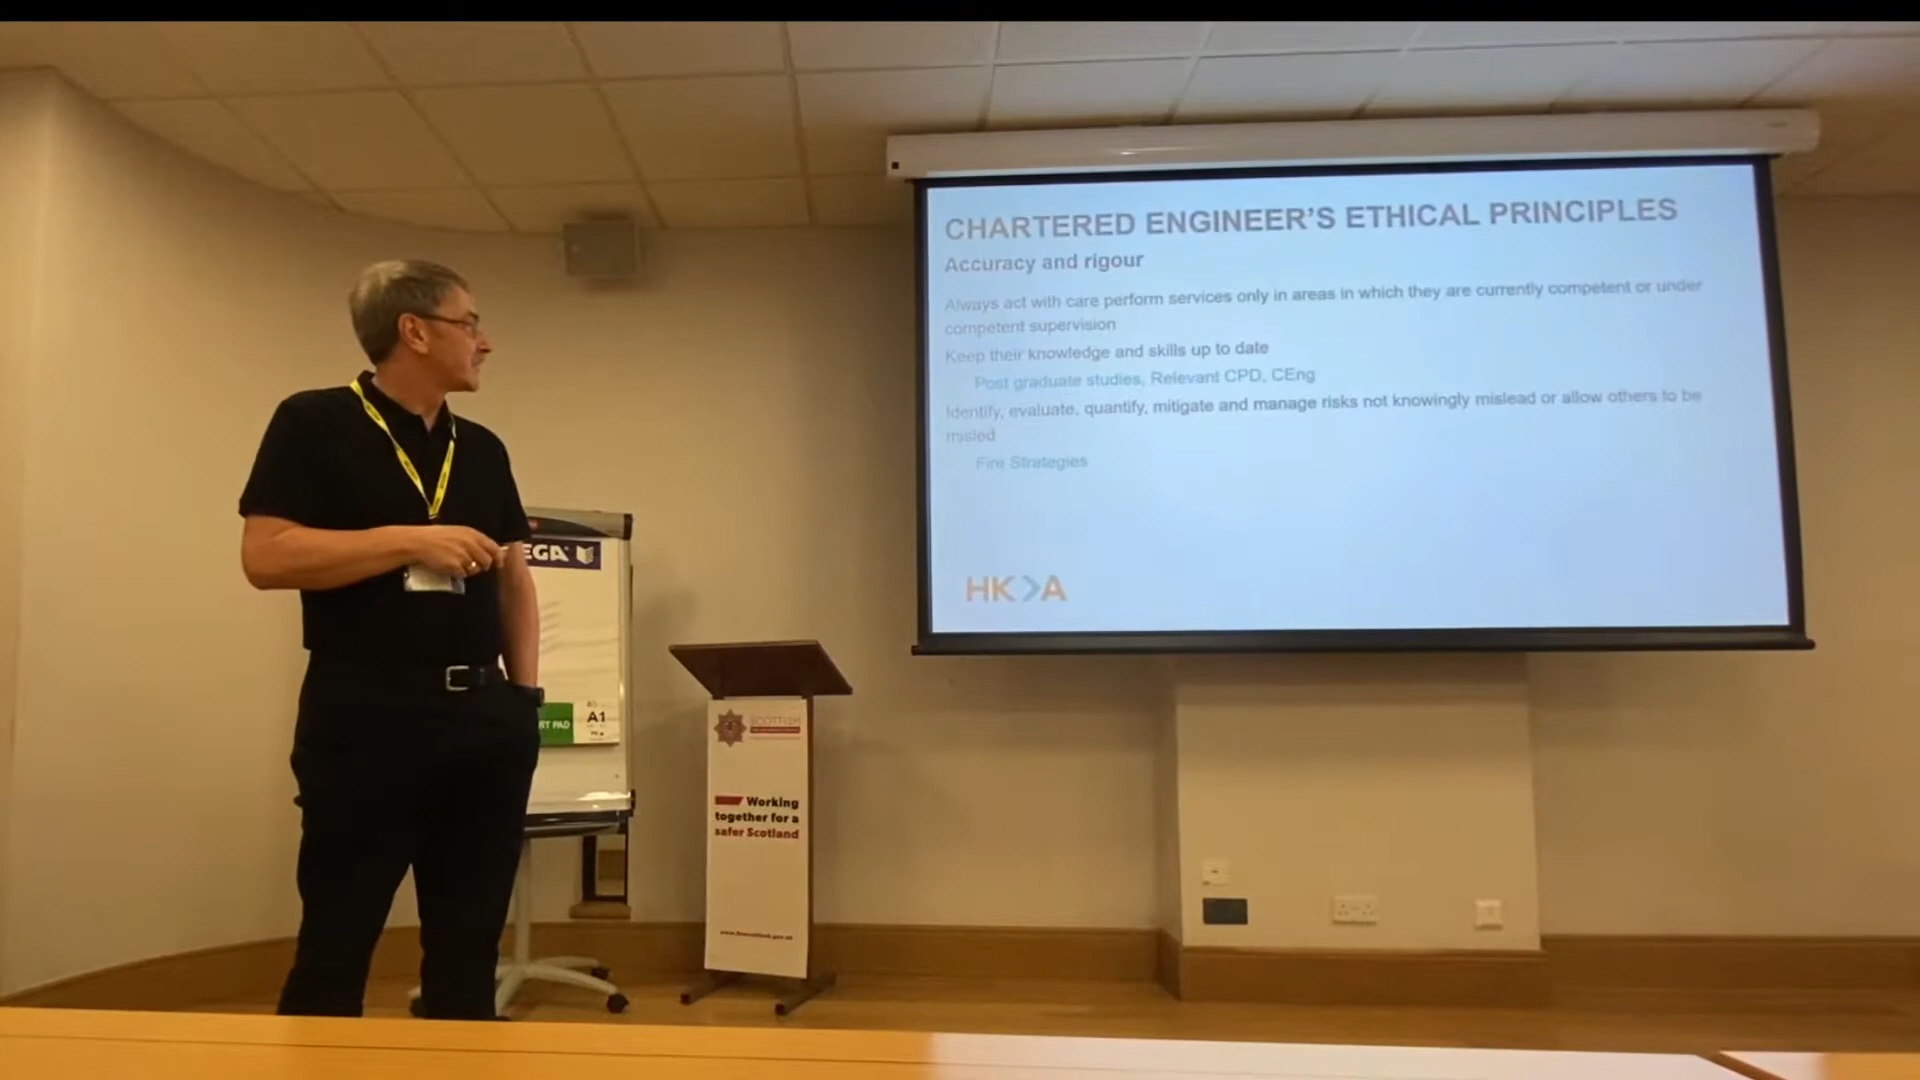 CHARTERED ENGINEER'S ETHICAL PRINCIPLES
Accuracy and rigour
Always act with care perform services only in areas in which they are currently competent or under
competent supervision
Keep their knowledge and skills up to date
Post graduate studies, Relevant CPD, CEng
Identify, evaluate, quantify, mitigate and manage risks not knowingly mislead or allow others to be
misled
Fire Strategies
HK>A
EGA
RT PAD
A1
SCOTTISH
Working
together for a
safer Scotland